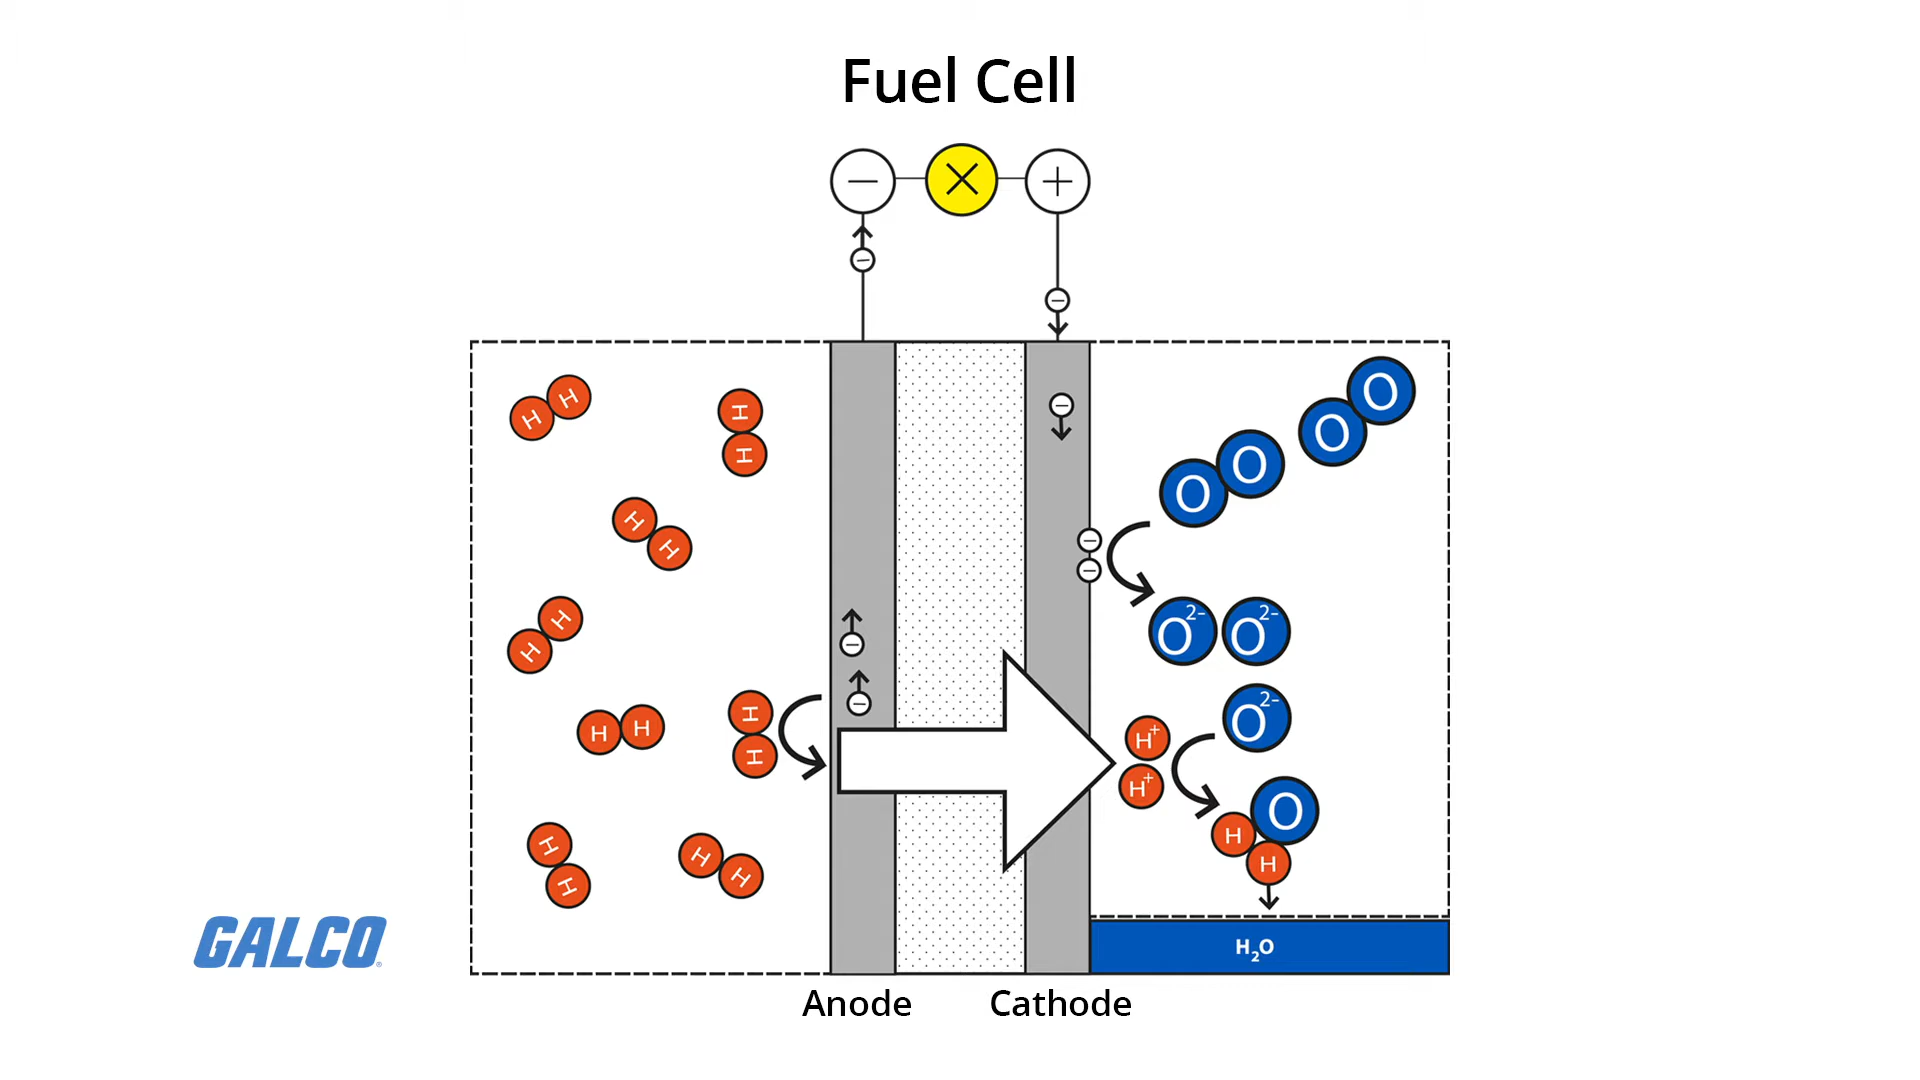 Fuel Cell
− × +
−
−
H H
H
H
O O
−
O O
H
H
−
−
H
H
O²⁻ O²⁻
−
−
H H
H
H
O²⁻
H⁺
H⁺
H
H
H H
O
H
H
H₂O
GALCO®
Anode Cathode